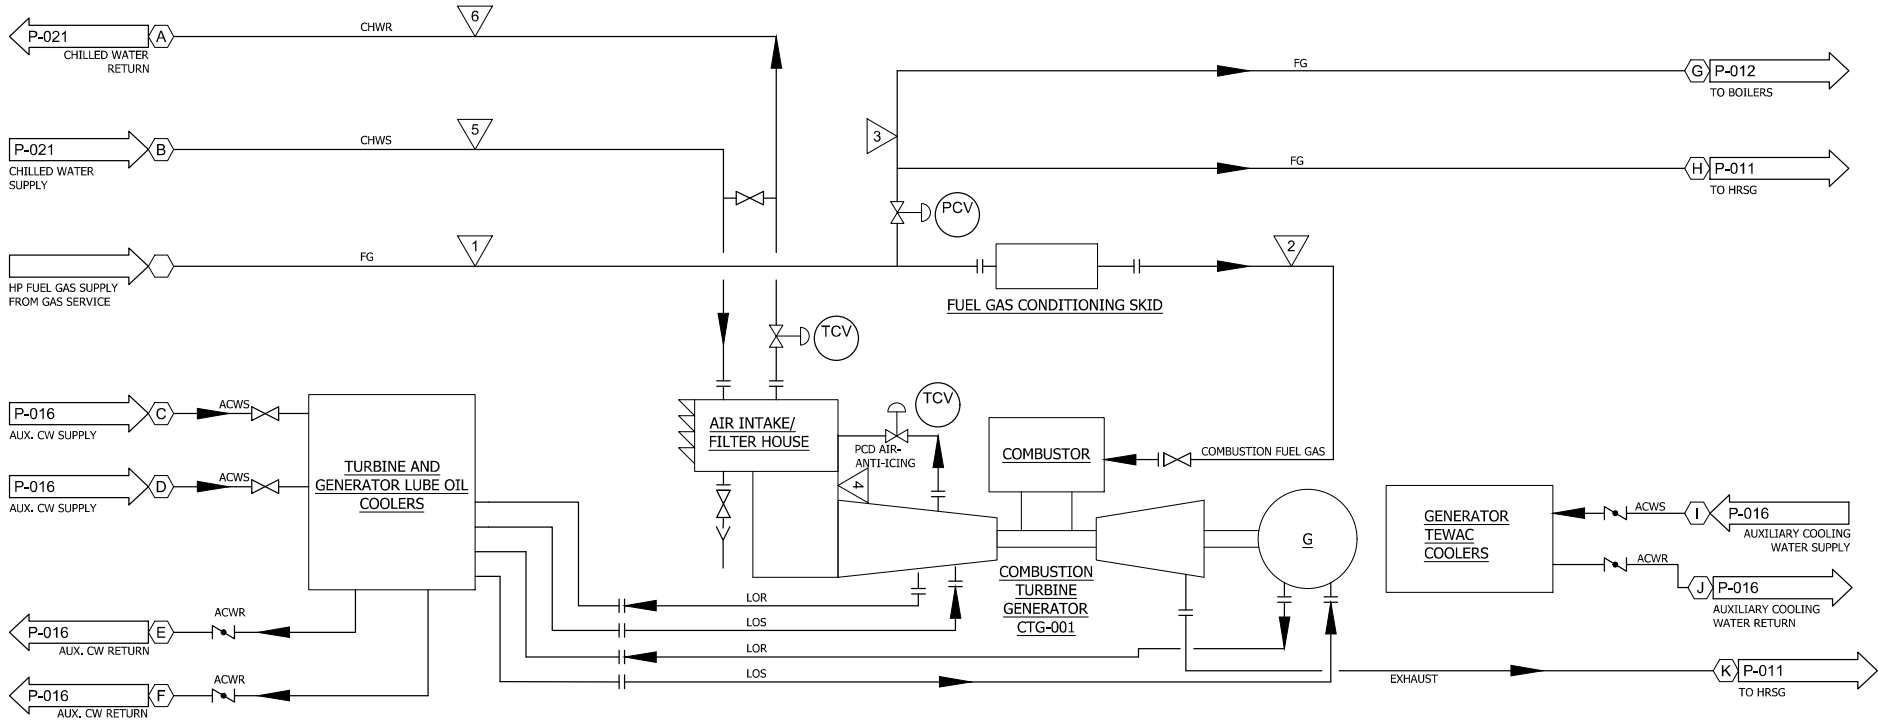 P-021
A
CHILLED WATER
RETURN
CHWR
6
P-021
B
CHILLED WATER
SUPPLY
CHWS
5
HP FUEL GAS SUPPLY
FROM GAS SERVICE
FG
1
3
PCV
FG
G
P-012
TO BOILERS
FG
H
P-011
TO HRSG
FUEL GAS CONDITIONING SKID
2
TCV
TCV
P-016
C
AUX. CW SUPPLY
ACWS
P-016
D
AUX. CW SUPPLY
ACWS
TURBINE AND
GENERATOR LUBE OIL
COOLERS
AIR INTAKE/
FILTER HOUSE
PCD AIR-
ANTI-ICING
4
COMBUSTOR
COMBUSTION FUEL GAS
G
COMBUSTION
TURBINE
GENERATOR
CTG-001
GENERATOR
TEWAC
COOLERS
ACWS
I
P-016
AUXILIARY COOLING
WATER SUPPLY
ACWR
J
P-016
AUXILIARY COOLING
WATER RETURN
LOR
LOS
LOR
LOS
P-016
E
AUX. CW RETURN
ACWR
P-016
F
AUX. CW RETURN
ACWR
EXHAUST
K
P-011
TO HRSG